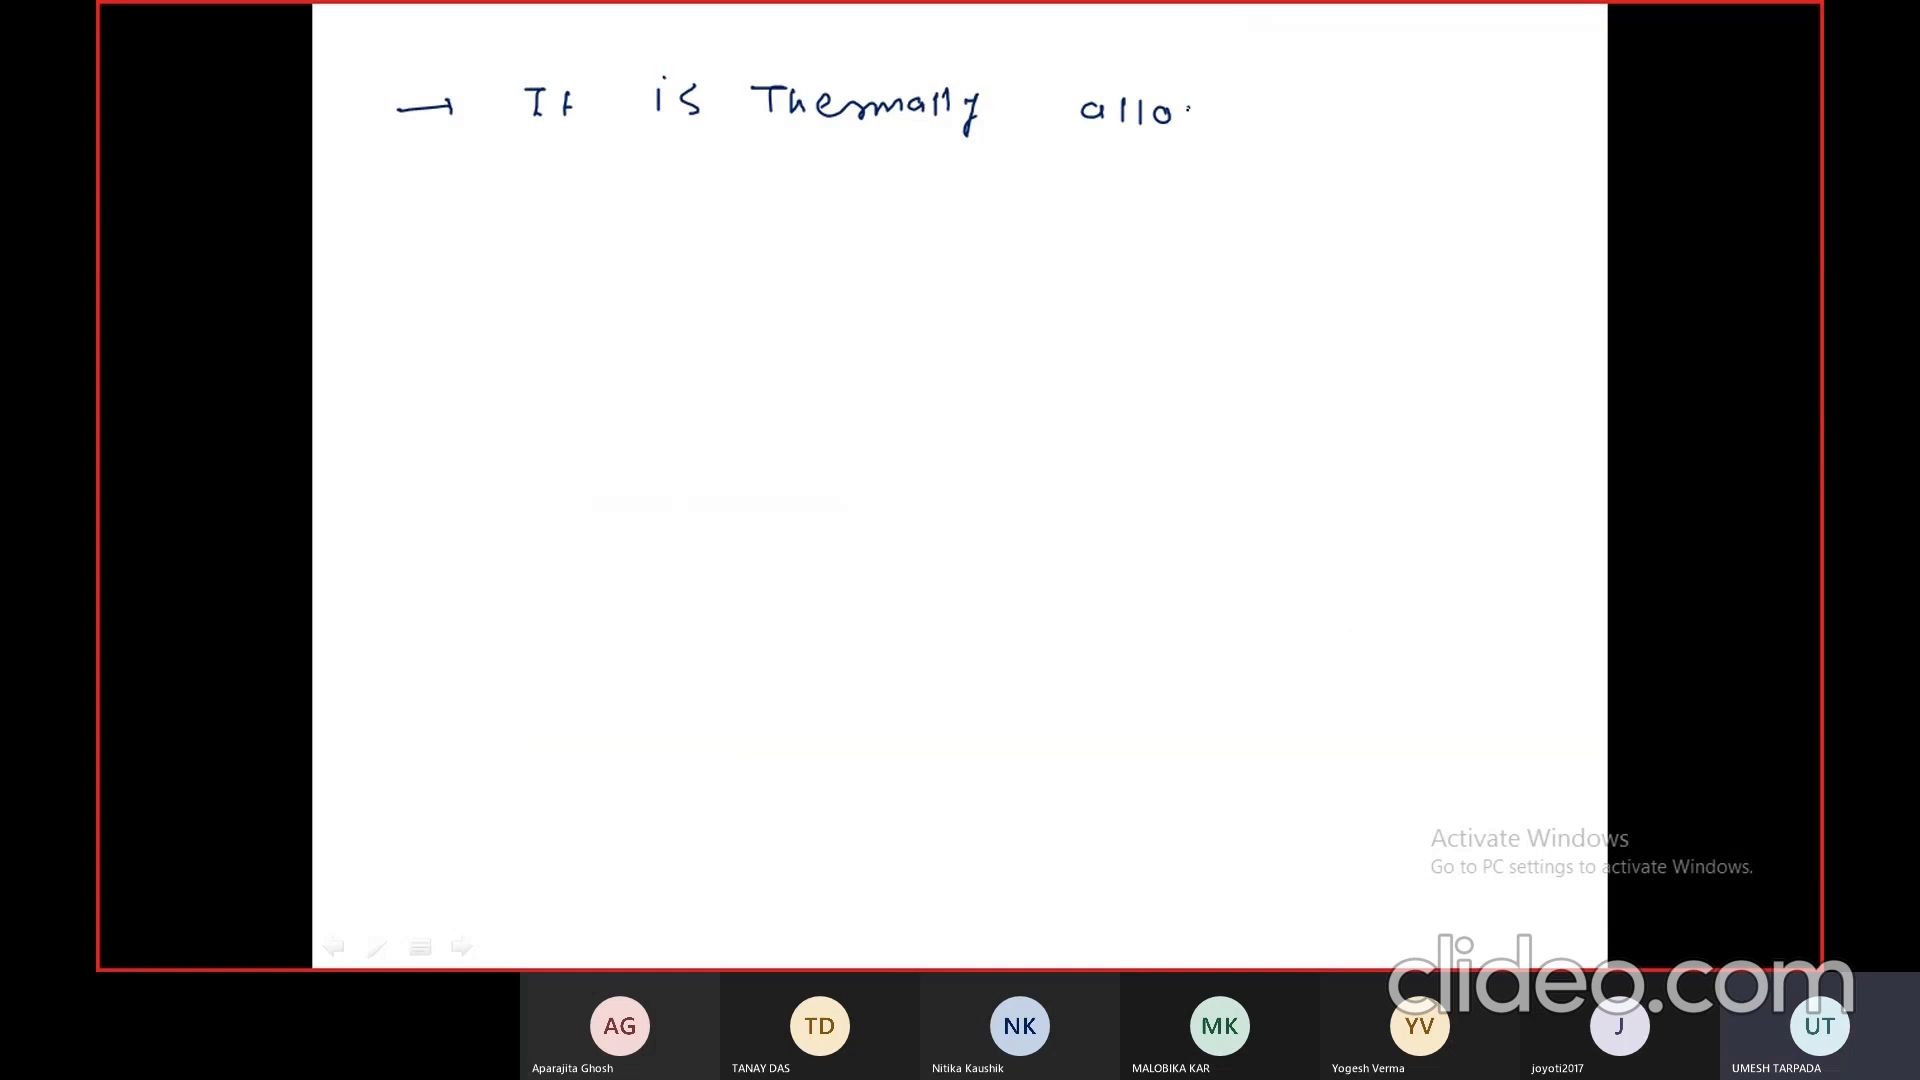 → It is Thermally allo
Activate Windows
Go to PC settings to activate Windows.
clideo.com
AG TD NK MK YV J UT
Aparajita Ghosh TANAY DAS Nitika Kaushik MALOBIKA KAR Yogesh Verma joyoti2017 UMESH TARPADA